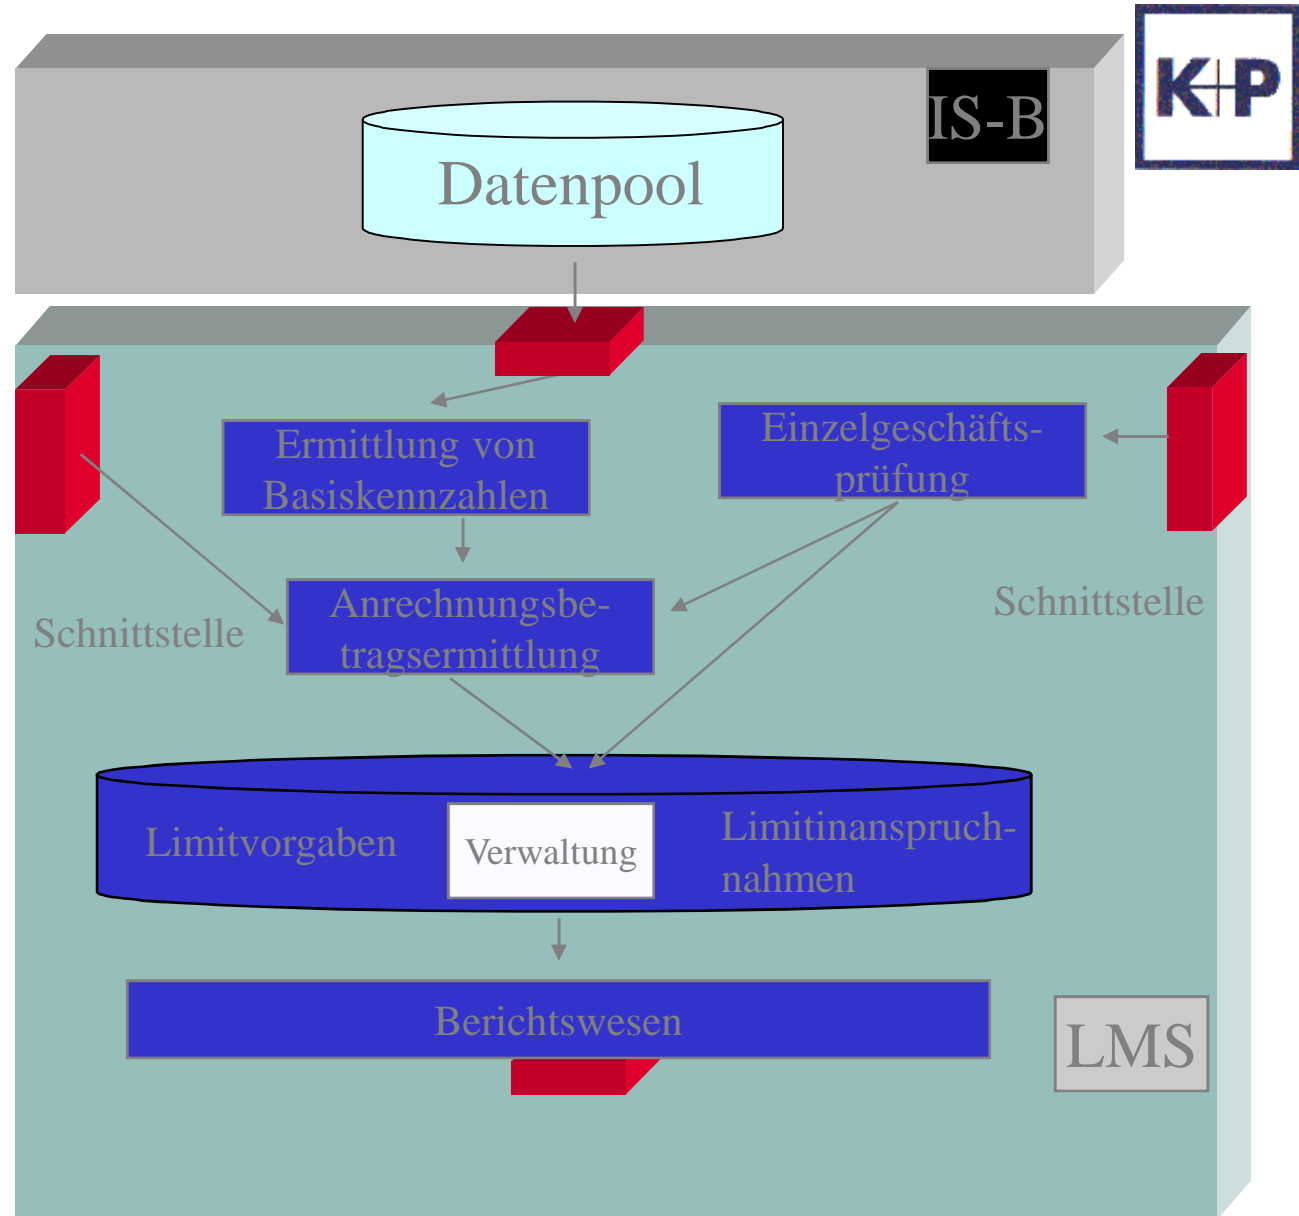 K+P
IS-B
Datenpool
Ermittlung von
Basiskennzahlen
Einzelgeschäfts-
prüfung
Schnittstelle
Anrechnungsbe-
tragsermittlung
Schnittstelle
Limitvorgaben
Verwaltung
Limitinanspruch-
nahmen
Berichtswesen
LMS